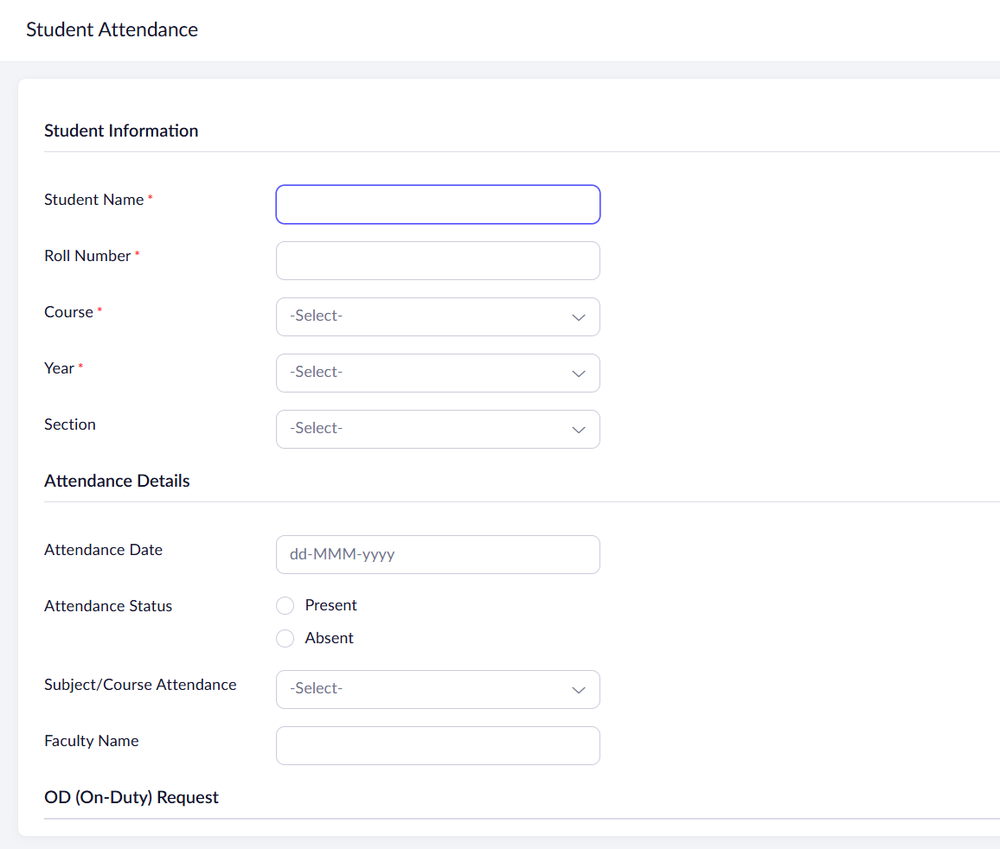 Student Attendance
Student Information
Student Name *
Roll Number *
Course *
-Select-
Year *
-Select-
Section
-Select-
Attendance Details
Attendance Date
dd-MMM-yyyy
Attendance Status
Present
Absent
Subject/Course Attendance
-Select-
Faculty Name
OD (On-Duty) Request